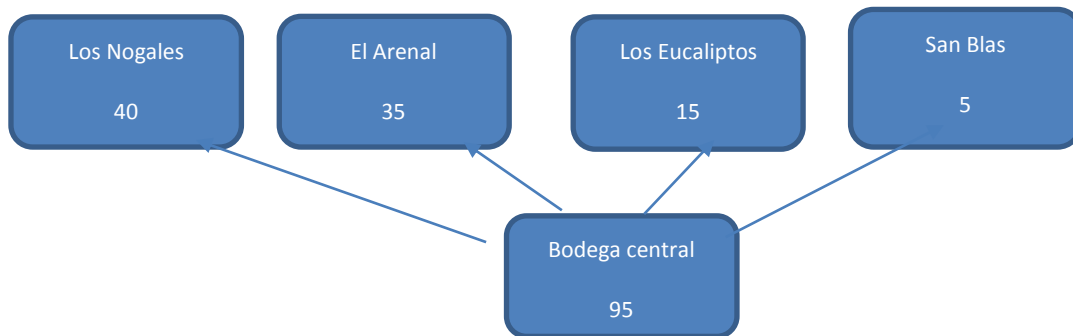 Los Nogales
40
El Arenal
35
Los Eucaliptos
15
San Blas
5
Bodega central
95